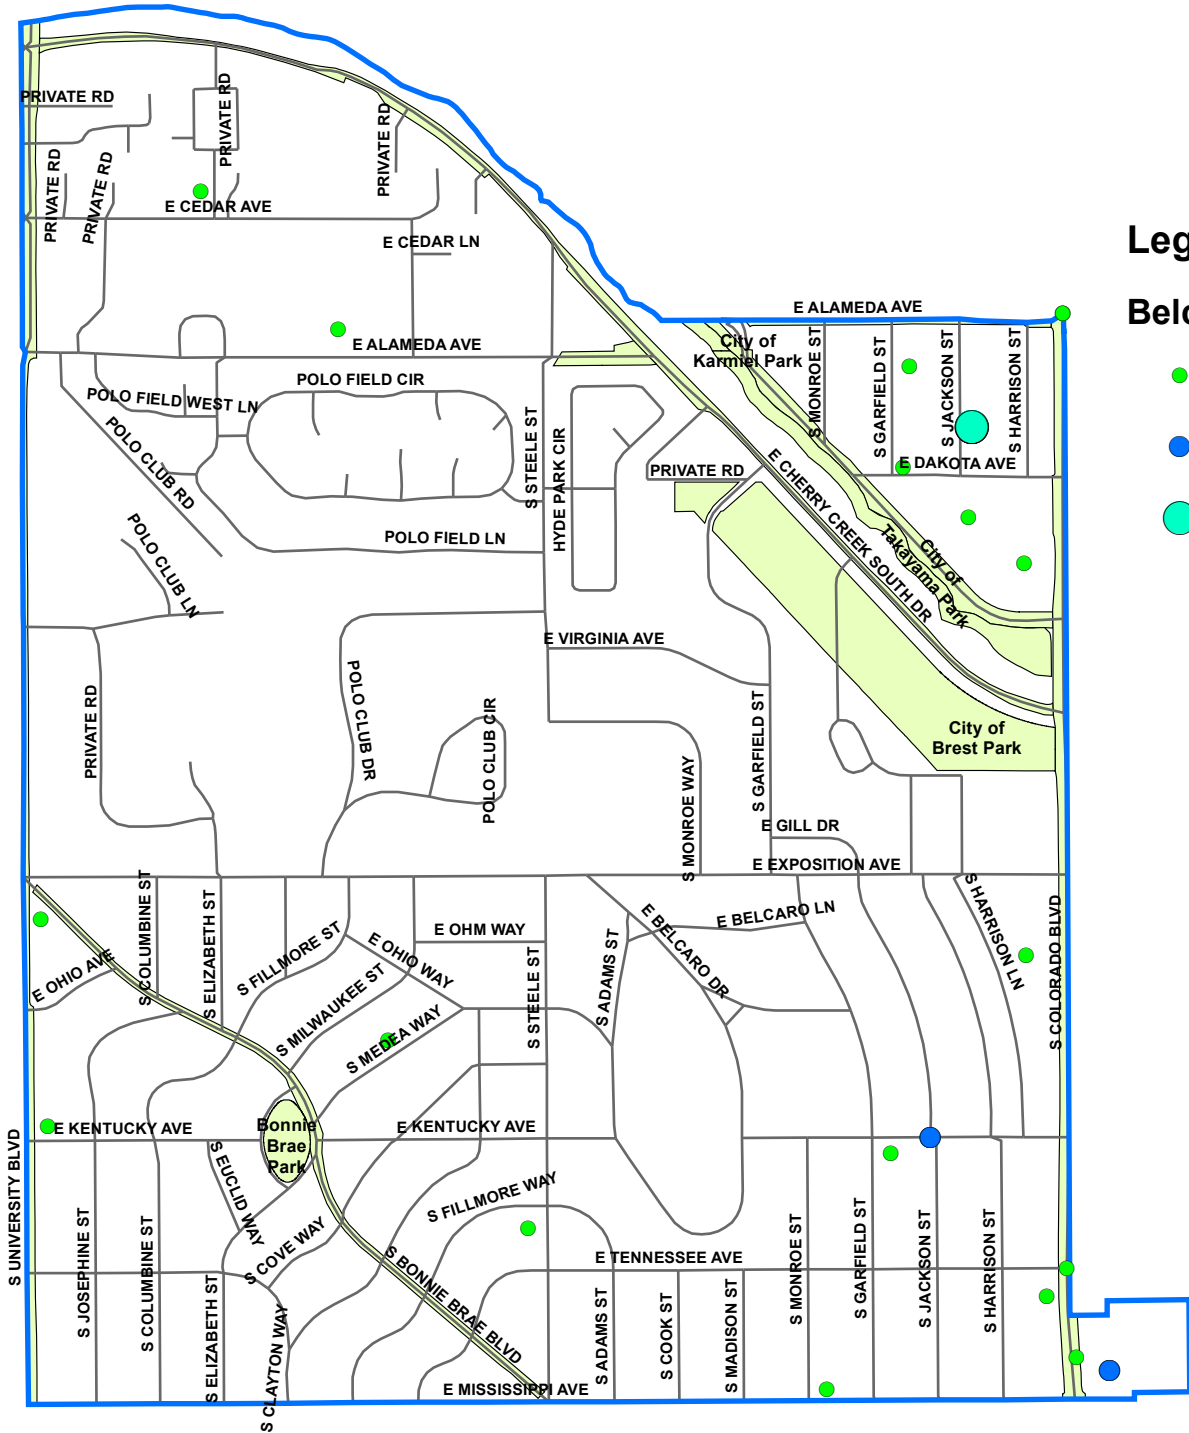 PRIVATE RD
PRIVATE RD
PRIVATE RD
PRIVATE RD
PRIVATE RD
E CEDAR AVE
E CEDAR LN
Leg
E ALAMEDA AVE
Belc
E ALAMEDA AVE
City of
Karmiel Park
S MONROE ST
S GARFIELD ST
S JACKSON ST
S HARRISON ST
POLO FIELD CIR
POLO FIELD WEST LN
POLO CLUB RD
S STEELE ST
HYDE PARK CIR
PRIVATE RD
E DAKOTA AVE
E CHERRY CREEK SOUTH DR
City of
Takayama Park
POLO FIELD LN
POLO CLUB LN
E VIRGINIA AVE
PRIVATE RD
POLO CLUB DR
POLO CLUB CIR
S GARFIELD ST
S MONROE WAY
City of
Brest Park
E GILL DR
E EXPOSITION AVE
S COLUMBINE ST
S ELIZABETH ST
S FILLMORE ST
E OHIO WAY
E OHM WAY
S ADAMS ST
E BELCARO DR
E BELCARO LN
S HARRISON LN
S COLORADO BLVD
E OHIO AVE
S MILWAUKEE ST
S MEDEA WAY
S STEELE ST
S UNIVERSITY BLVD
E KENTUCKY AVE
Bonnie
Brae
Park
E KENTUCKY AVE
S EUCLID WAY
S FILLMORE WAY
S COVE WAY
S JOSEPHINE ST
S COLUMBINE ST
S ELIZABETH ST
S CLAYTON WAY
S BONNIE BRAE BLVD
E TENNESSEE AVE
S ADAMS ST
S COOK ST
S MADISON ST
S MONROE ST
S GARFIELD ST
S JACKSON ST
S HARRISON ST
E MISSISSIPPI AVE